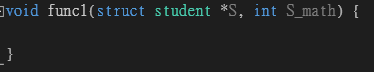 void func1(struct student *S, int S_math) {
}